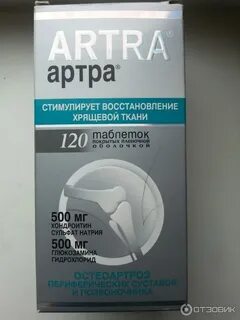 ARTRA®
артра®
СТИМУЛИРУЕТ ВОССТАНОВЛЕНИЕ
ХРЯЩЕВОЙ ТКАНИ
120 таблеток
покрытых пленочной
оболочкой
500 мг
ХОНДРОИТИН
СУЛЬФАТ НАТРИЯ
500 мг
ГЛЮКОЗАМИНА
ГИДРОХЛОРИД
ОСТЕОАРТРОЗ
ПЕРИФЕРИЧЕСКИХ СУСТАВОВ
И ПОЗВОНОЧНИКА
ОТЗОВИК